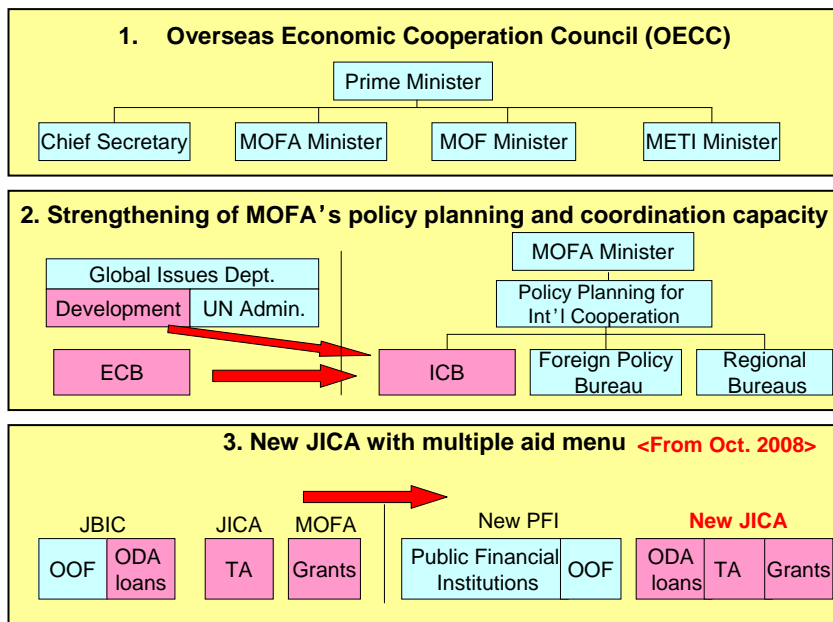 1. Overseas Economic Cooperation Council (OECC)
Prime Minister
Chief Secretary
MOFA Minister
MOF Minister
METI Minister
2. Strengthening of MOFA's policy planning and coordination capacity
Global Issues Dept.
Development
UN Admin.
ECB
MOFA Minister
Policy Planning for
Int'l Cooperation
ICB
Foreign Policy
Bureau
Regional
Bureaus
3. New JICA with multiple aid menu <From Oct. 2008>
JBIC
JICA
MOFA
OOF
ODA
loans
TA
Grants
New PFI
New JICA
Public Financial
Institutions
OOF
ODA
loans
TA
Grants